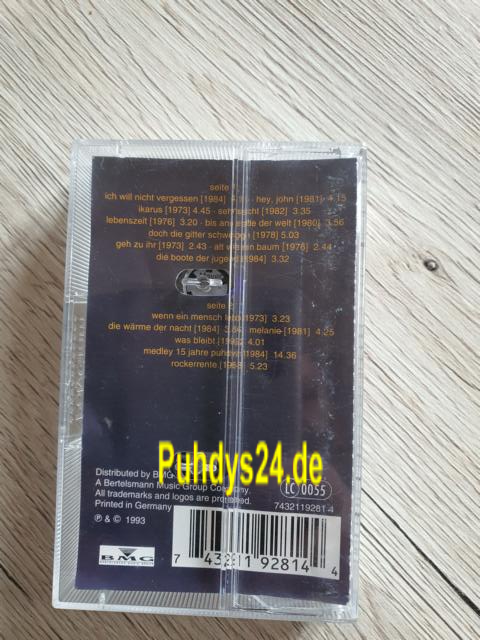 seite 1
ich will nicht vergessen [1984] · hey, john [1981] 4.15
ikarus [1973] 4.45 · sehnsucht [1982] 3.35
lebenszeit [1976] 3.20 · bis ans ende der welt [1980] 3.56
doch die gitter schweigen [1978] 5.03
geh zu ihr [1973] 2.43 · alt wie ein baum [1976] 2.44
die boote der jugend [1984] 3.32
seite 2
wenn ein mensch lebt [1973] 3.23
die wärme der nacht [1984] · melanie [1981] 4.25
was bleibt 4.01
medley 15 jahre puhdys [1984] 14.36
rockerrente 5.23
Puhdys24.de
Distributed by BMG
A Bertelsmann Music Group Company.
All trademarks and logos are protected.
Printed in Germany
LC 0055
74321192814
℗ & © 1993
BMG
7 43211 92814 4